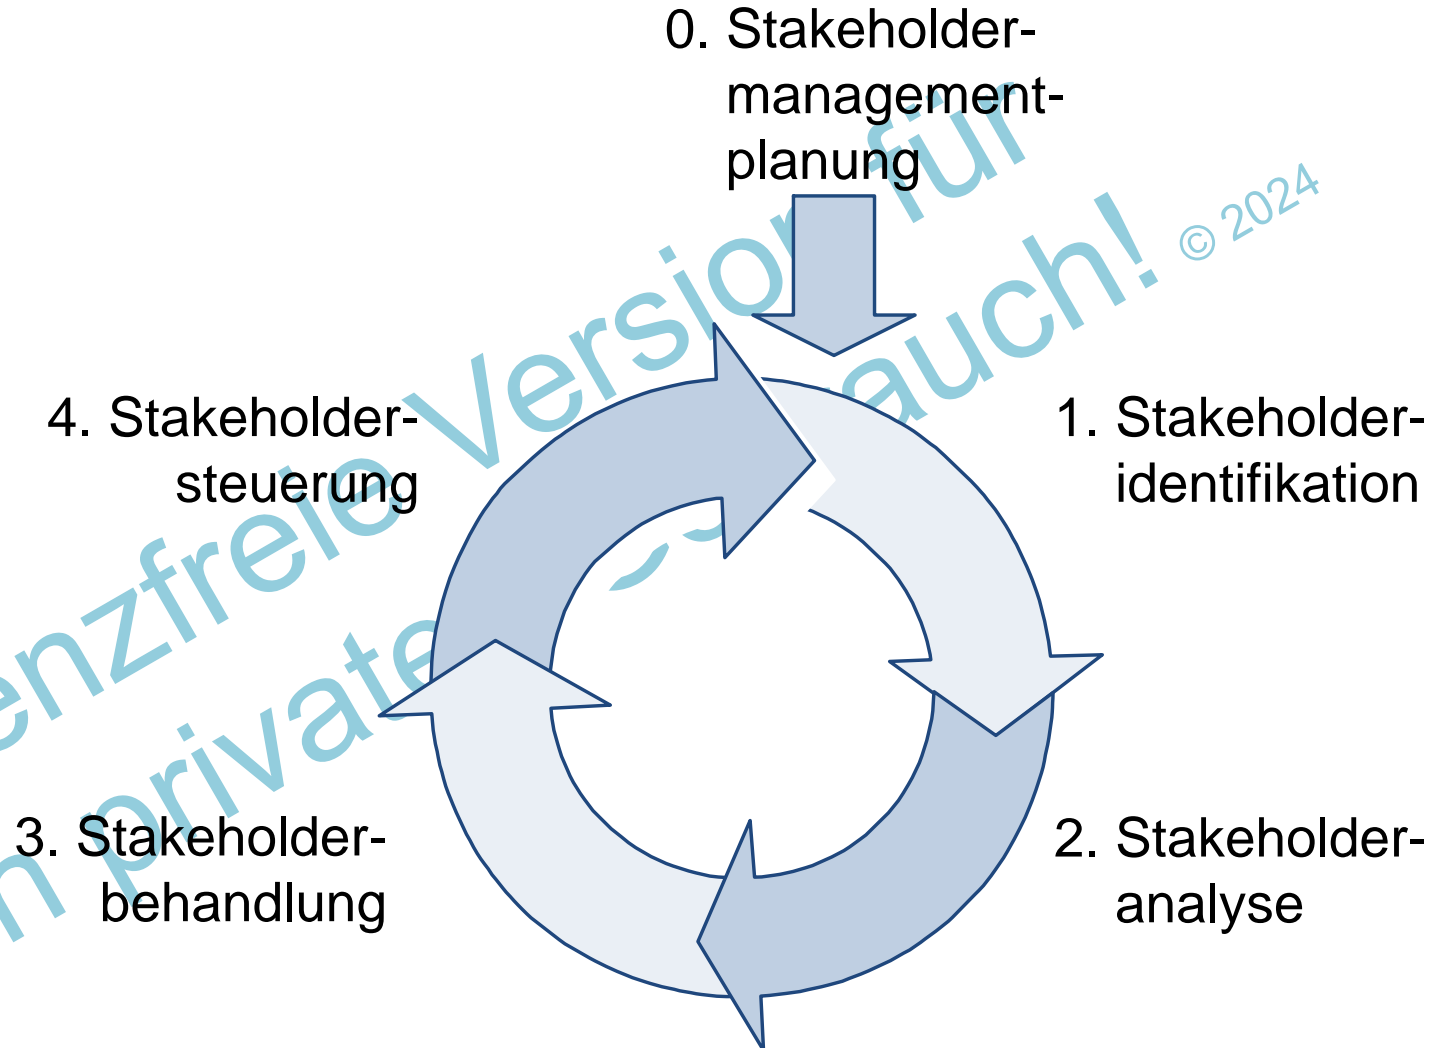 0. Stakeholder-
management-
planung
© 2024
4. Stakeholder-
steuerung
1. Stakeholder-
identifikation
3. Stakeholder-
behandlung
2. Stakeholder-
analyse
enzfreie Version für
private
auch!